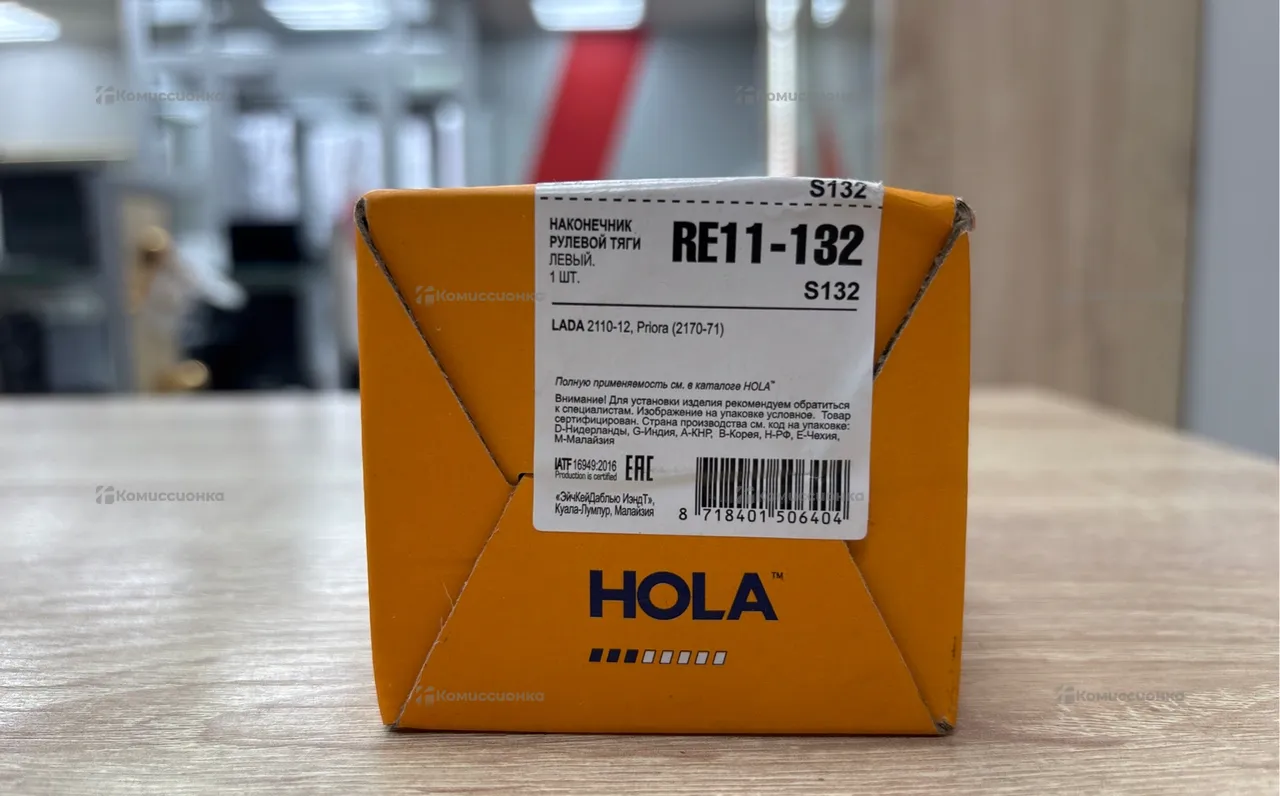 S132
НАКОНЕЧНИК
РУЛЕВОЙ ТЯГИ
ЛЕВЫЙ.
1 ШТ.
RE11-132
S132
LADA 2110-12, Priora (2170-71)
Полную применяемость см. в каталоге HOLA™
Внимание! Для установки изделия рекомендуем обратиться
к специалистам. Изображение на упаковке условное. Товар
сертифицирован. Страна производства см. код на упаковке:
D-Нидерланды, G-Индия, A-КНР, B-Корея, H-РФ, E-Чехия,
M-Малайзия
IATF 16949:2016
Production is certified
EAC
«ЭйчКейДаблью ИэндТ»,
Куала-Лумпур, Малайзия
8 718401 506404
HOLA™
Комиссионка
Комиссионка
Комиссионка
Комиссионка
Комиссионка
Комиссионка
Комиссионка